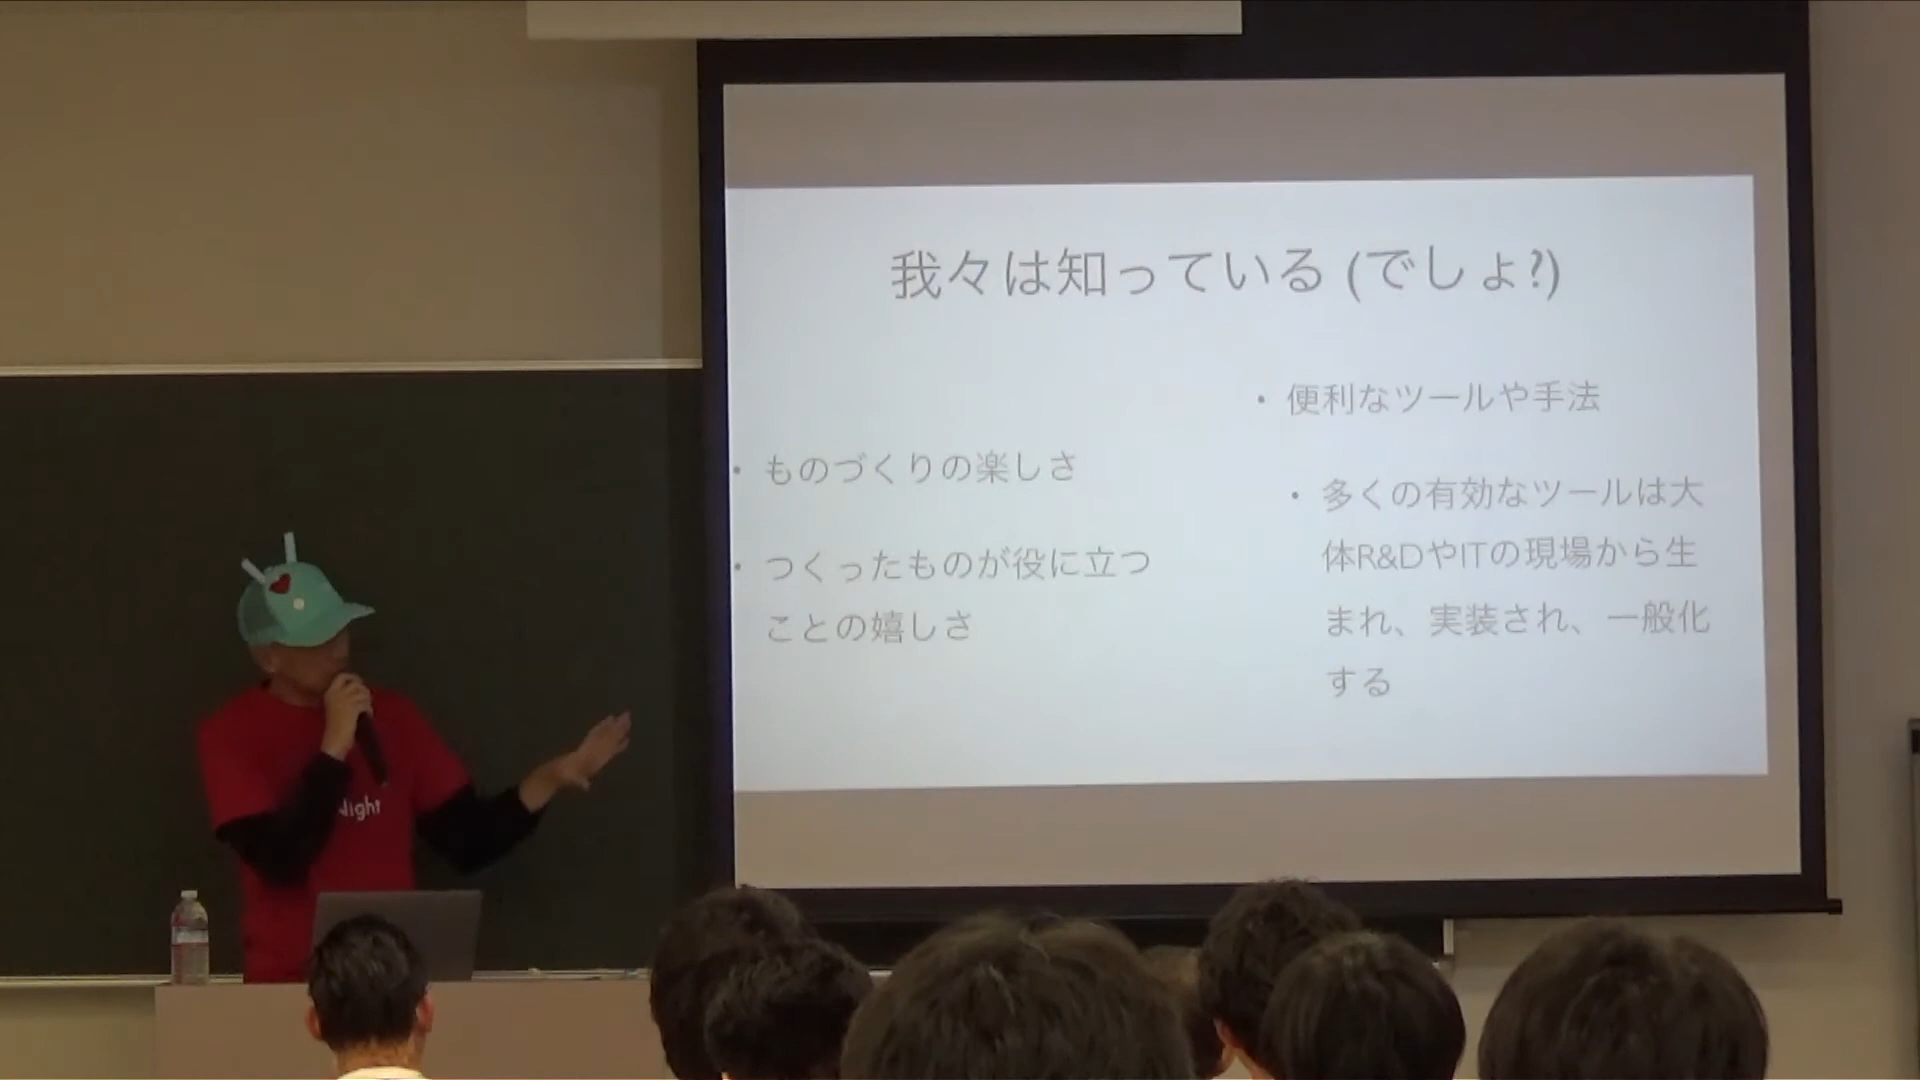 我々は知っている (でしょ?)
・ものづくりの楽しさ
・つくったものが役に立つ
ことの嬉しさ
・便利なツールや手法
・多くの有効なツールは大
体R&DやITの現場から生
まれ、実装され、一般化
する
Night